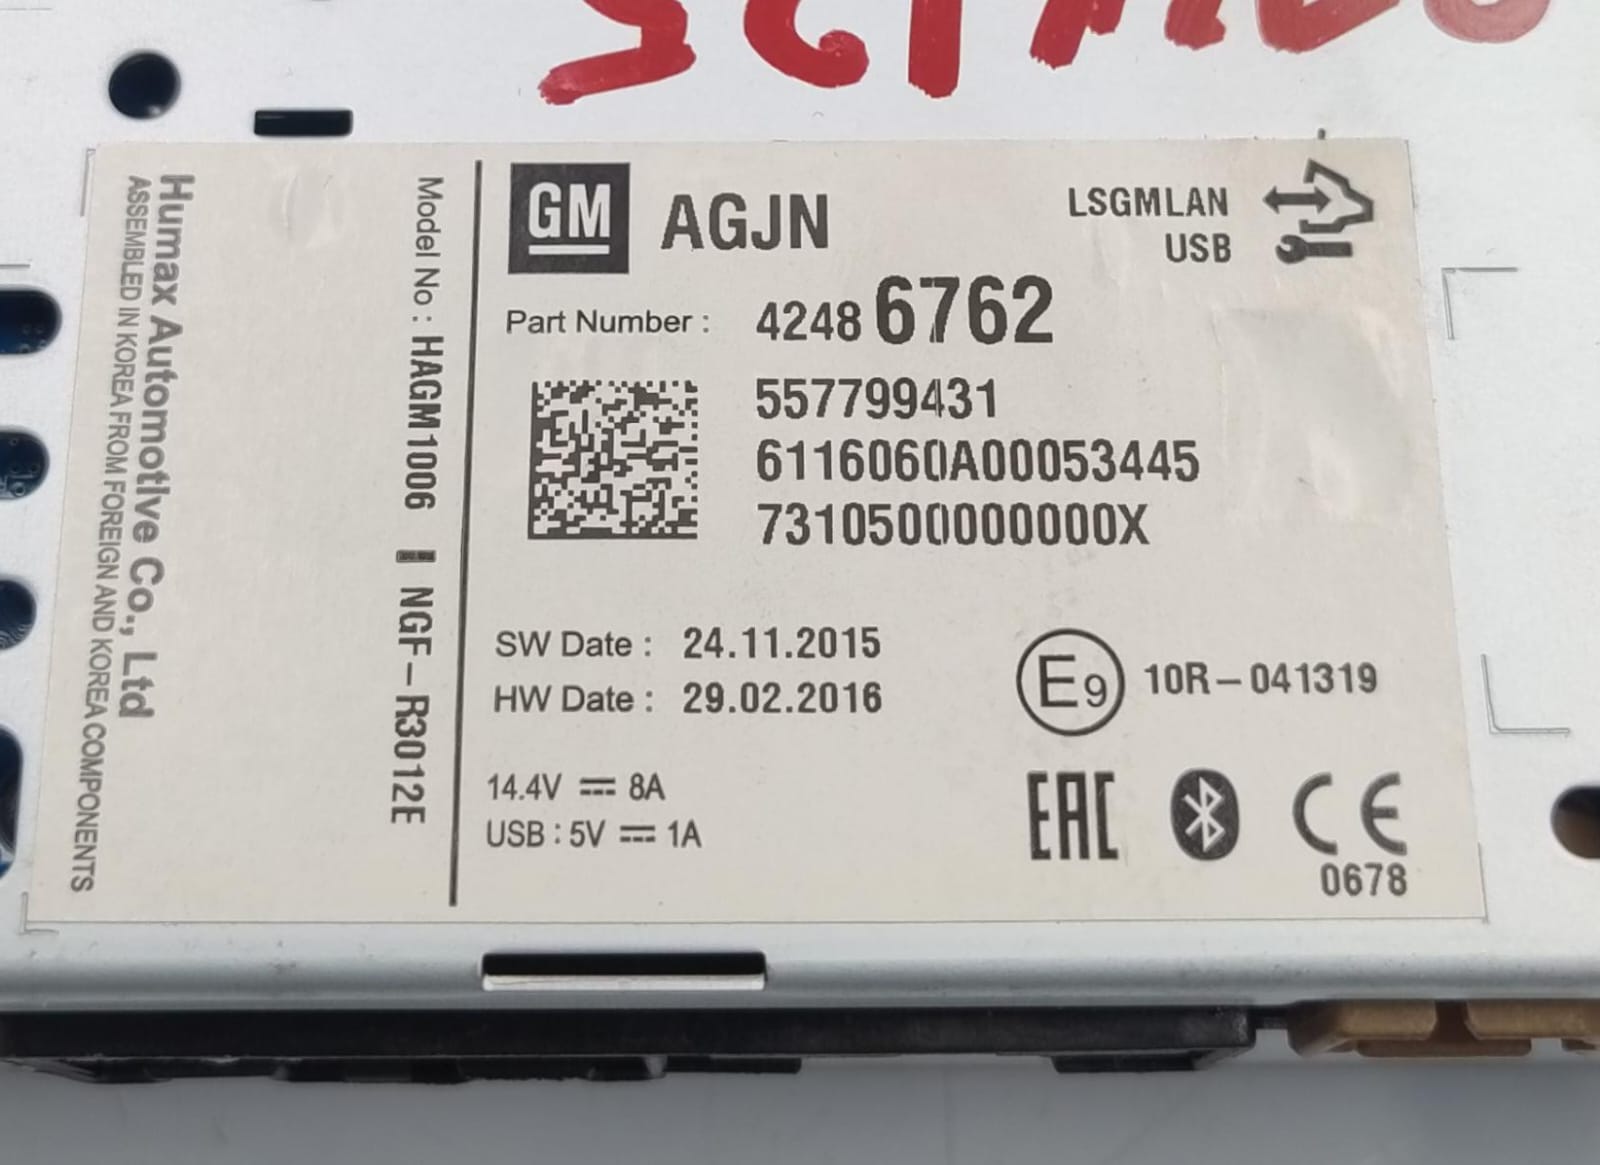 GM AGJN
LSGMLAN
USB
Part Number : 4248 6762
557799431
6116060A00053445
7310500000000X
SW Date : 24.11.2015
HW Date : 29.02.2016
E9 10R-041319
14.4V ⎓ 8A
USB : 5V ⎓ 1A
EAC CE
0678
Model No : HAGM1006 NGF-R3012E
Humax Automotive Co., Ltd
ASSEMBLED IN KOREA FROM FOREIGN AND KOREA COMPONENTS